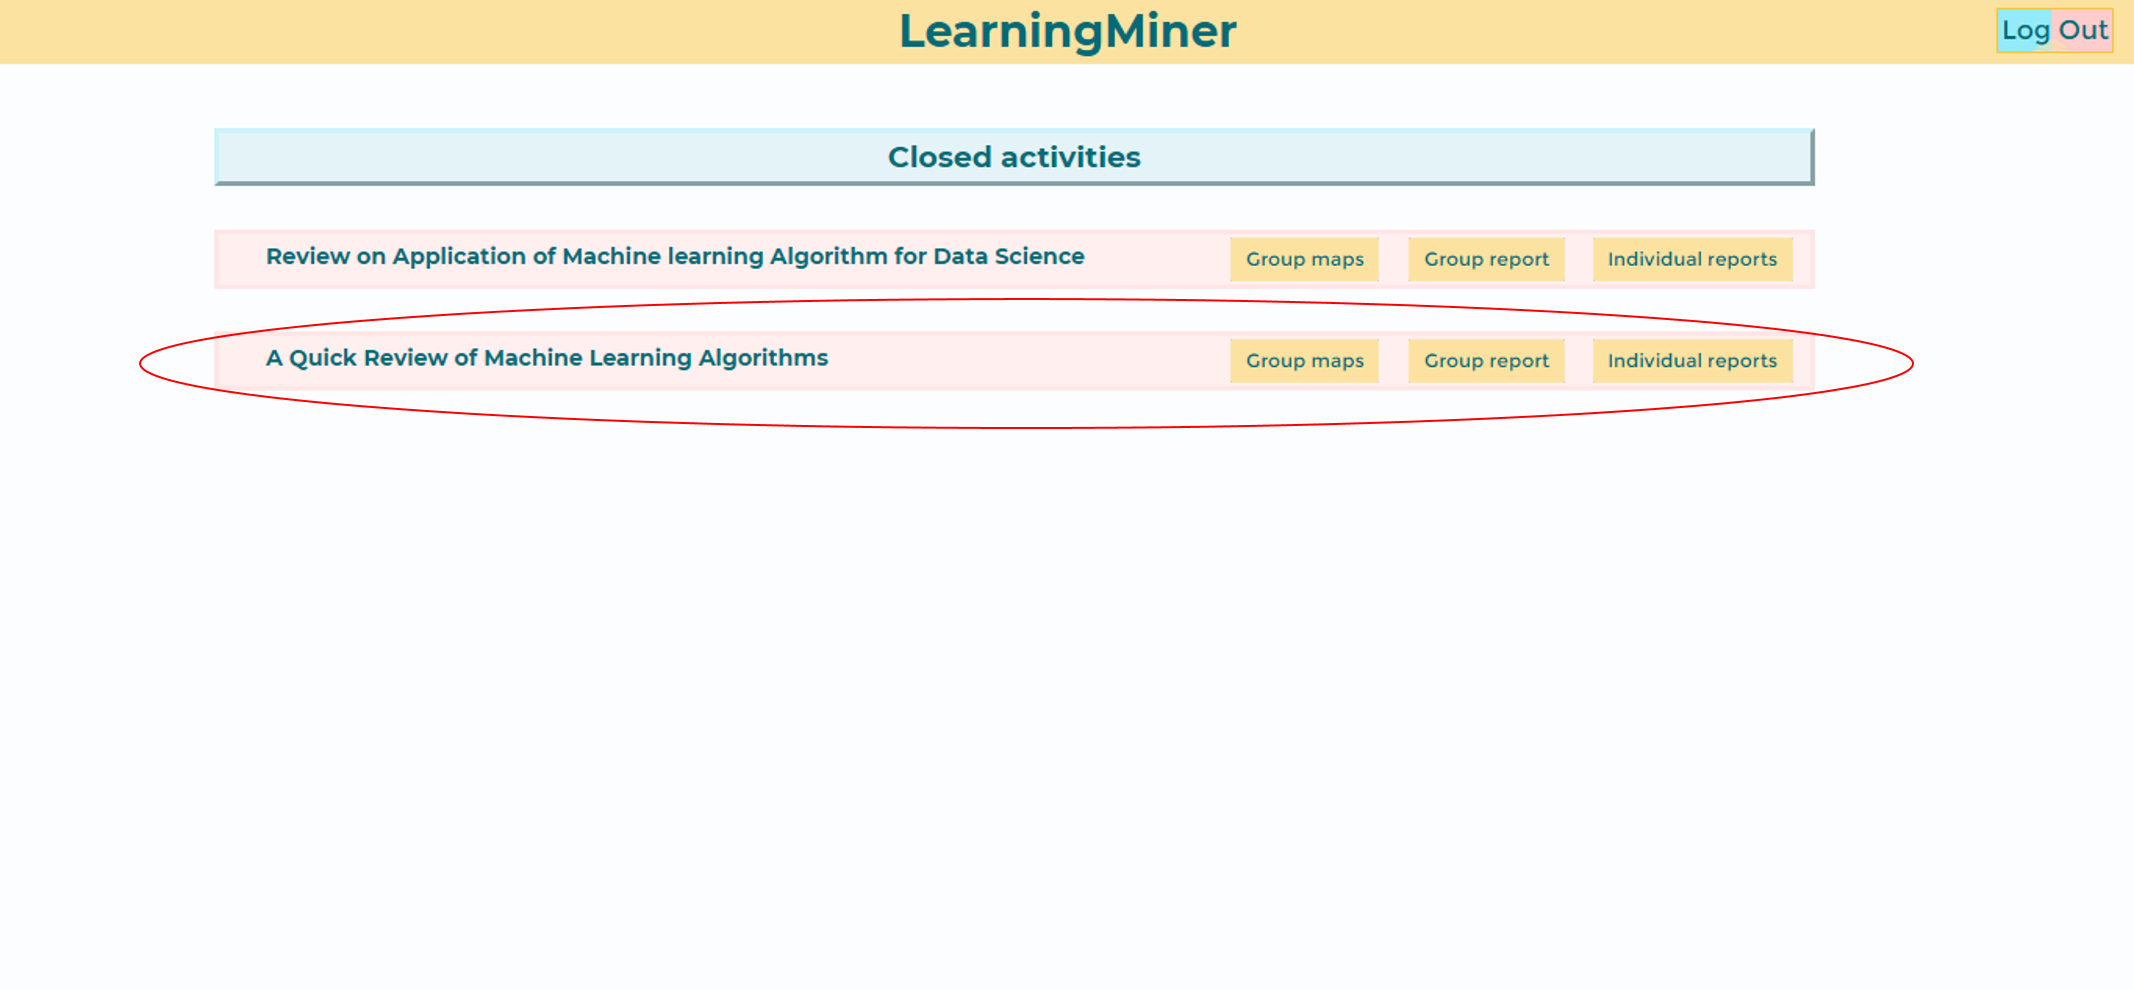 LearningMiner
Log Out
Closed activities
Review on Application of Machine learning Algorithm for Data Science Group maps Group report Individual reports
A Quick Review of Machine Learning Algorithms Group maps Group report Individual reports